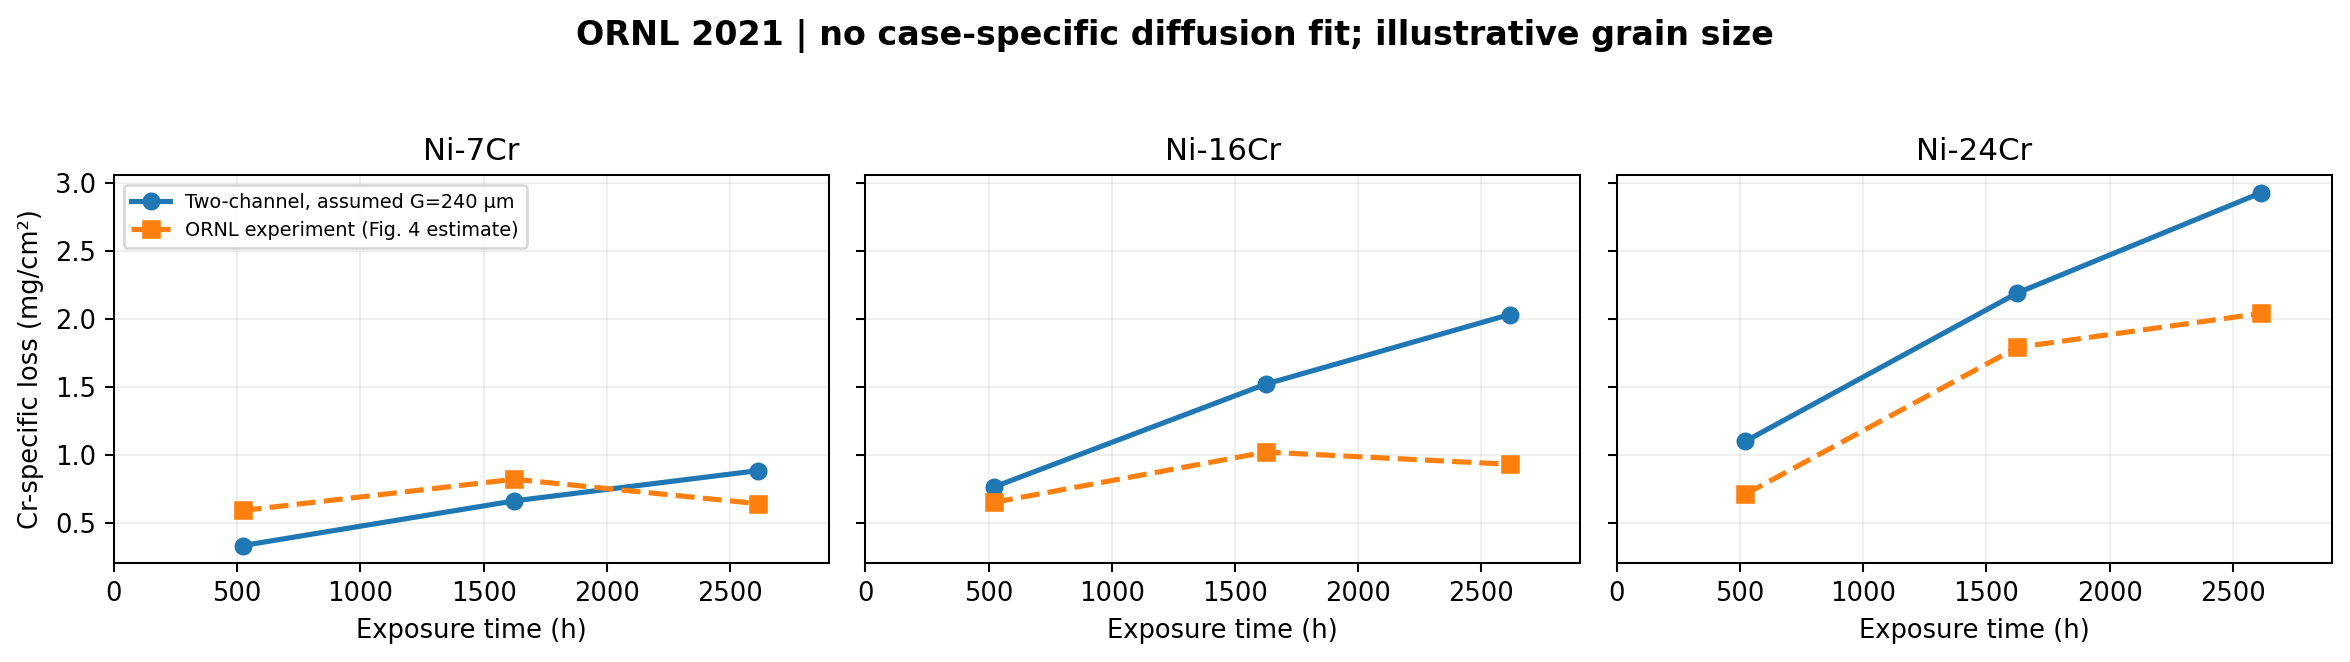 ORNL 2021 | no case-specific diffusion fit; illustrative grain size
Ni-7Cr
Ni-16Cr
Ni-24Cr
Two-channel, assumed G=240 μm
ORNL experiment (Fig. 4 estimate)
Cr-specific loss (mg/cm²)
3.0
2.5
2.0
1.5
1.0
0.5
0 500 1000 1500 2000 2500
0 500 1000 1500 2000 2500
0 500 1000 1500 2000 2500
Exposure time (h)
Exposure time (h)
Exposure time (h)